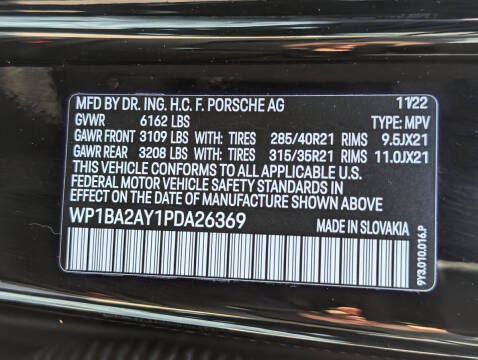 MFD BY DR. ING. H.C. F. PORSCHE AG 11/22
GVWR 6162 LBS TYPE: MPV
GAWR FRONT 3109 LBS WITH: TIRES 285/40R21 RIMS 9.5JX21
GAWR REAR 3208 LBS WITH: TIRES 315/35R21 RIMS 11.0JX21
THIS VEHICLE CONFORMS TO ALL APPLICABLE U.S.
FEDERAL MOTOR VEHICLE SAFETY STANDARDS IN
EFFECT ON THE DATE OF MANUFACTURE SHOWN ABOVE.
WP1BA2AY1PDA26369 MADE IN SLOVAKIA
9Y3.010.016.P